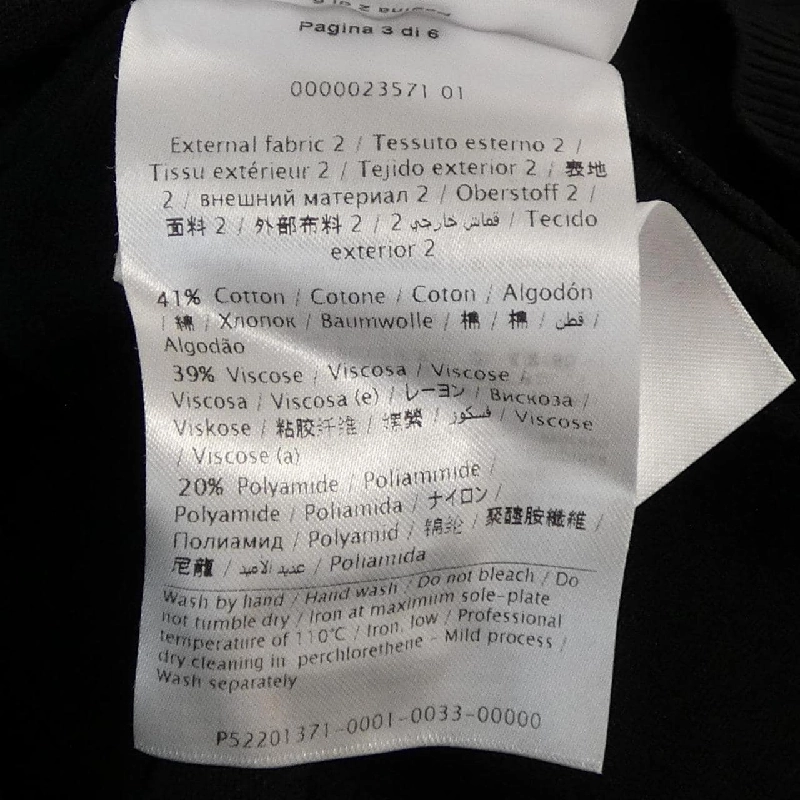 Pagina 3 di 6
0000023571 01
External fabric 2 / Tessuto esterno 2 /
Tissu extérieur 2 / Tejido exterior 2 / 表地
2 / внешний материал 2 / Oberstoff 2 /
面料 2 / 外部布料 2 / قماش خارجي 2 / Tecido
exterior 2
41% Cotton / Cotone / Coton / Algodón
/ 綿 / Хлопок / Baumwolle / 棉 / 棉 / قطن /
Algodão
39% Viscose / Viscosa / Viscose /
Viscosa / Viscosa (e) / レーヨン / Вискоза /
Viskose / 粘胶纤维 / فسكوز / Viscose
/ Viscose (a)
20% Polyamide / Poliammide /
Polyamide / Poliamida / ナイロン /
Полиамид / Polyamid / 锦纶 / 聚醯胺纖維 /
尼龍 / عديد الاميد / Poliamida
Wash by hand / Hand wash / Do not bleach / Do
not tumble dry / Iron at maximum sole-plate
temperature of 110°C / Iron, low / Professional
dry cleaning in perchlorethene - Mild process /
Wash separately
P52201371-0001-0033-00000